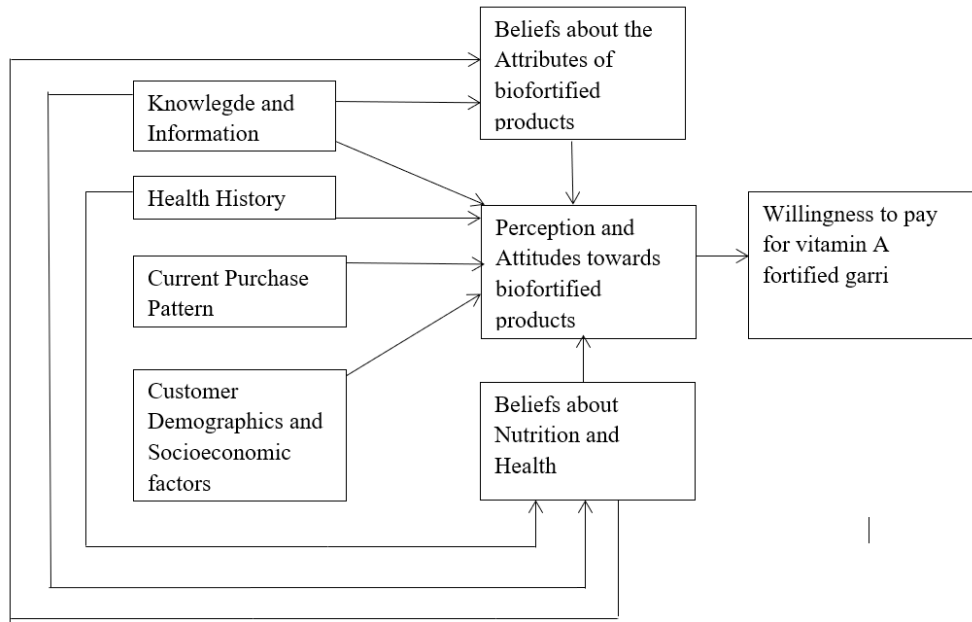 Beliefs about the
Attributes of
biofortified
products
Knowlegde and
Information
Health History
Current Purchase
Pattern
Customer
Demographics and
Socioeconomic
factors
Perception and
Attitudes towards
biofortified
products
Beliefs about
Nutrition and
Health
Willingness to pay
for vitamin A
fortified garri